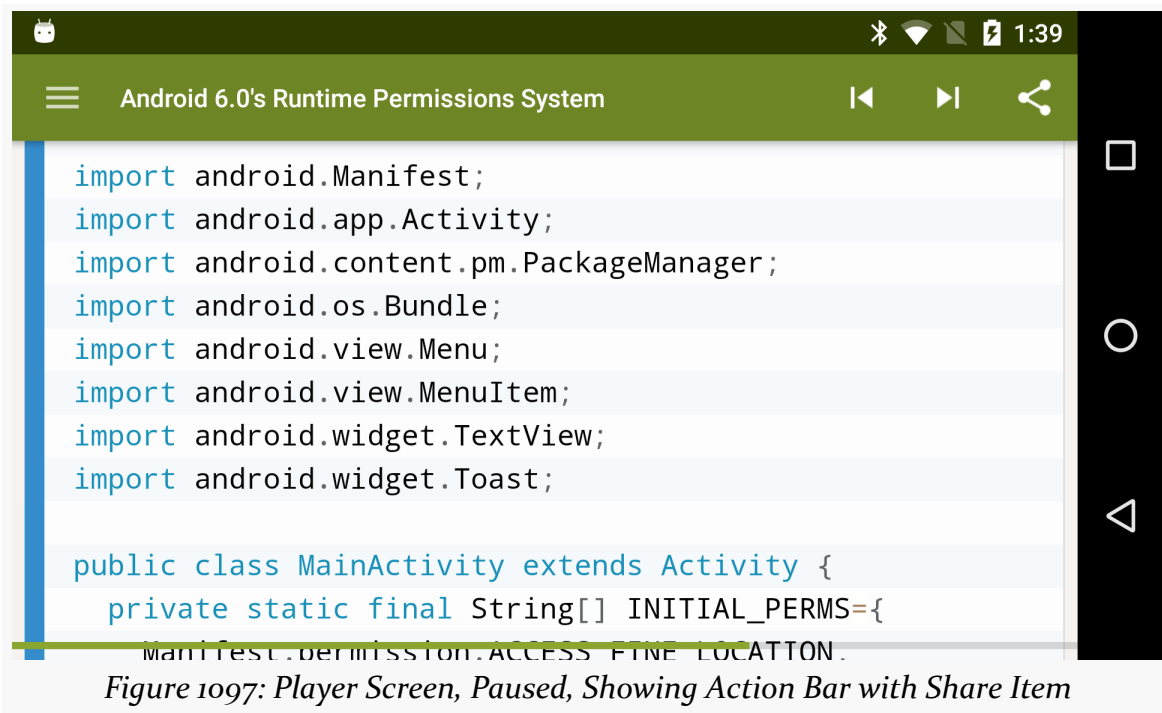 1:39
Android 6.0's Runtime Permissions System
import android.Manifest;
import android.app.Activity;
import android.content.pm.PackageManager;
import android.os.Bundle;
import android.view.Menu;
import android.view.MenuItem;
import android.widget.TextView;
import android.widget.Toast;
public class MainActivity extends Activity {
private static final String[] INITIAL_PERMS={
Manifest.permission.ACCESS_FINE_LOCATION,
Figure 1097: Player Screen, Paused, Showing Action Bar with Share Item